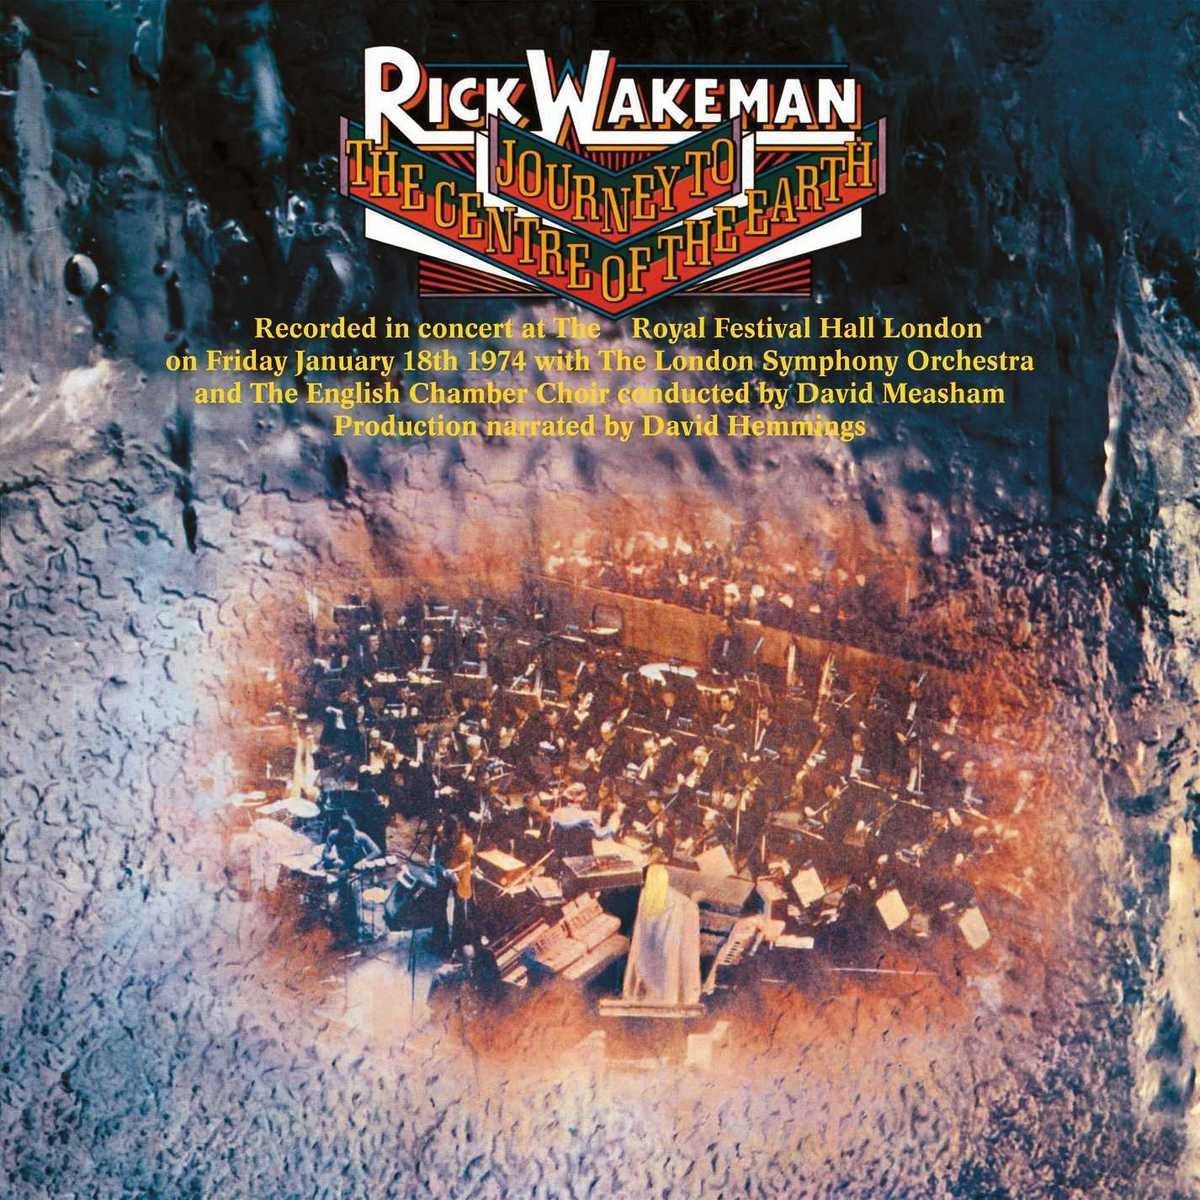 RICK WAKEMAN
JOURNEY TO
THE CENTRE OF THE EARTH
Recorded in concert at The Royal Festival Hall London
on Friday January 18th 1974 with The London Symphony Orchestra
and The English Chamber Choir conducted by David Measham
Production narrated by David Hemmings